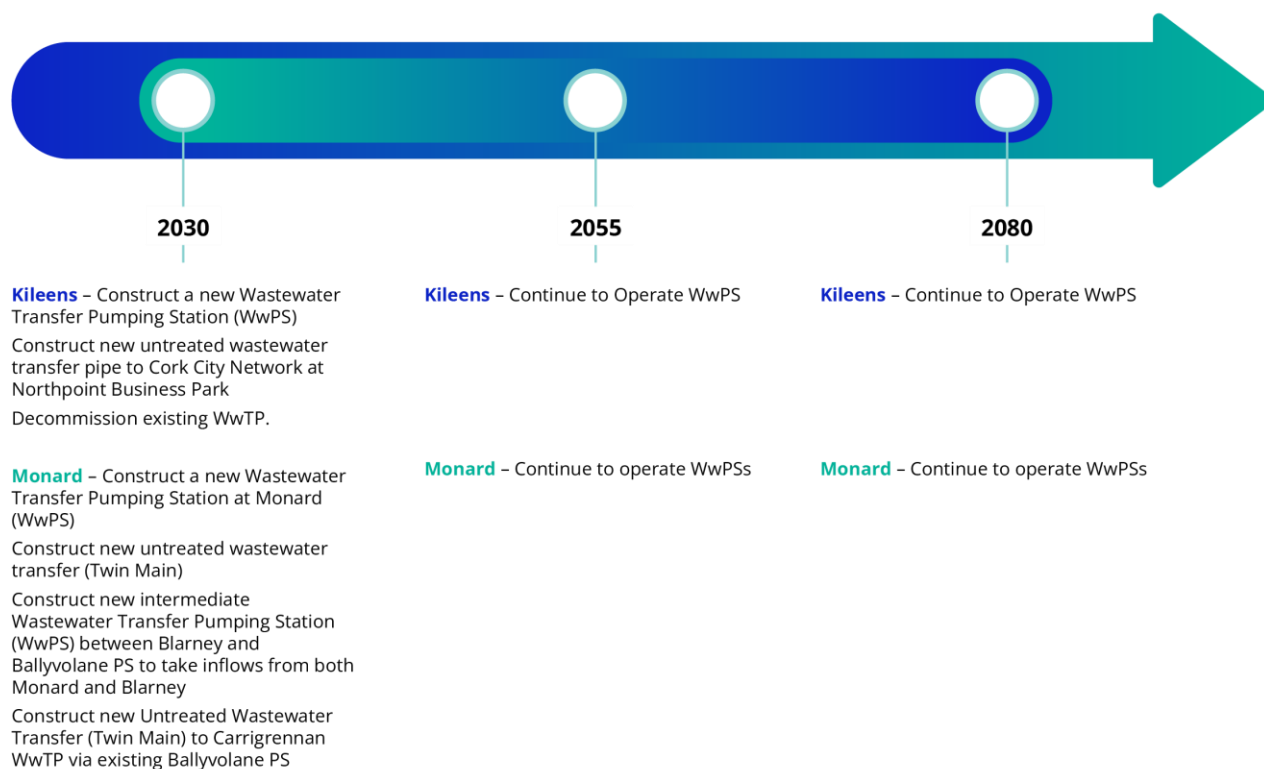 2030
2055
2080
Kileens – Construct a new Wastewater
Transfer Pumping Station (WwPS)
Construct new untreated wastewater
transfer pipe to Cork City Network at
Northpoint Business Park
Decommission existing WwTP.
Monard – Construct a new Wastewater
Transfer Pumping Station at Monard
(WwPS)
Construct new untreated wastewater
transfer (Twin Main)
Construct new intermediate
Wastewater Transfer Pumping Station
(WwPS) between Blarney and
Ballyvolane PS to take inflows from both
Monard and Blarney
Construct new Untreated Wastewater
Transfer (Twin Main) to Carrigrennan
WwTP via existing Ballyvolane PS
Kileens – Continue to Operate WwPS
Monard – Continue to operate WwPSs
Kileens – Continue to Operate WwPS
Monard – Continue to operate WwPSs